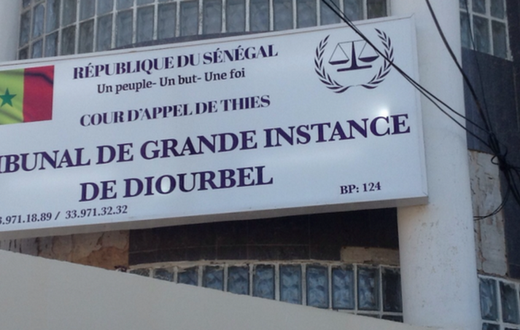 RÉPUBLIQUE DU SÉNÉGAL
Un peuple- Un but- Une foi
COUR D'APPEL DE THIES
IBUNAL DE GRANDE INSTANCE
DE DIOURBEL
3.971.18.89 / 33.971.32.32
BP: 124